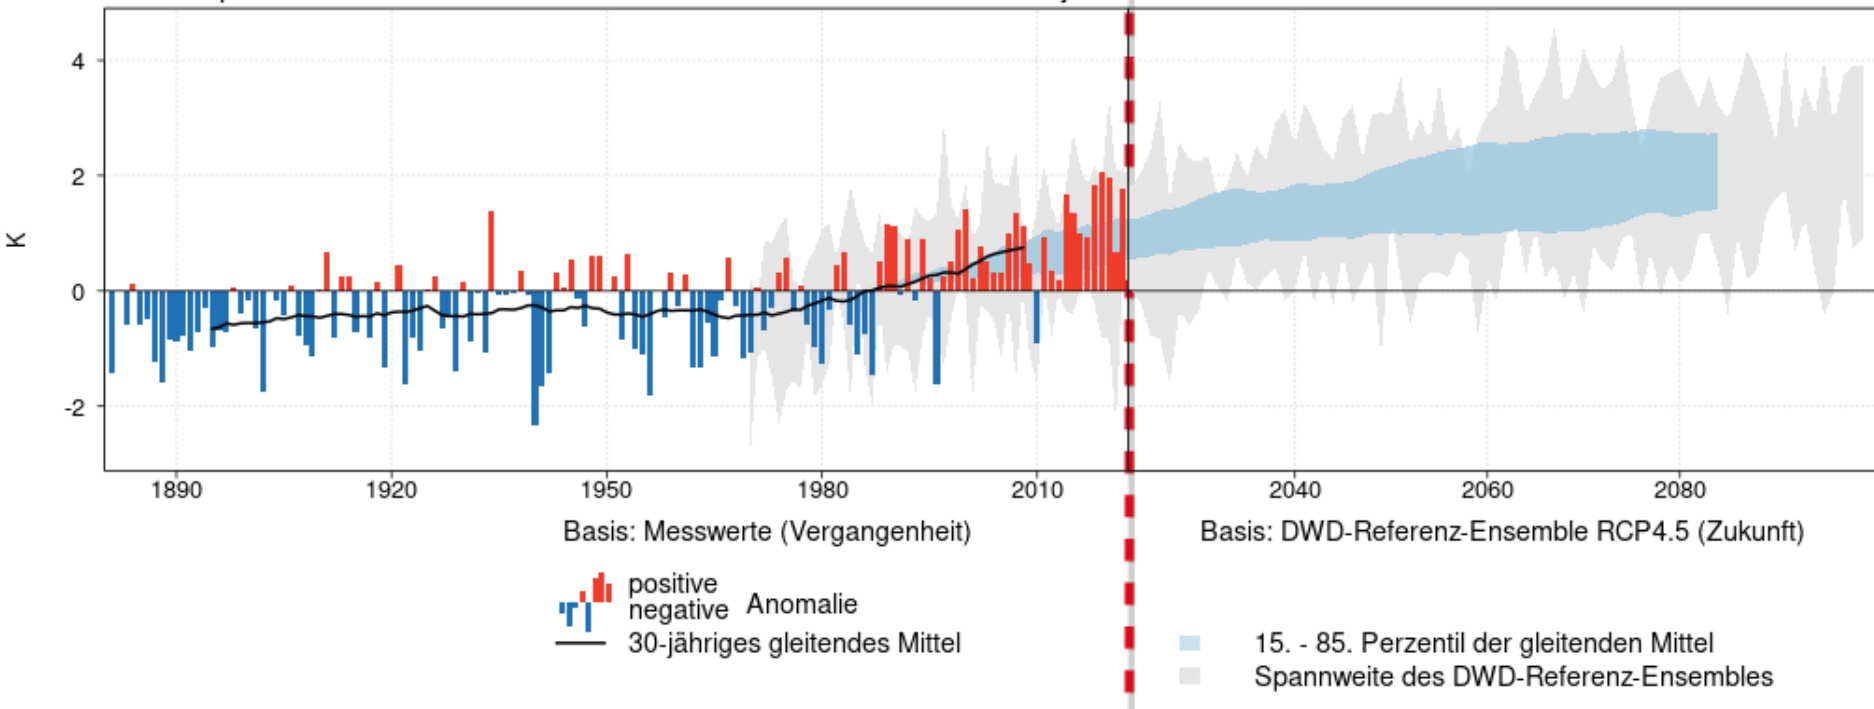 4
2
0
-2
K
1890 1920 1950 1980 2010 2040 2060 2080
Basis: Messwerte (Vergangenheit) Basis: DWD-Referenz-Ensemble RCP4.5 (Zukunft)
positive
negative Anomalie
30-jähriges gleitendes Mittel
15. - 85. Perzentil der gleitenden Mittel
Spannweite des DWD-Referenz-Ensembles